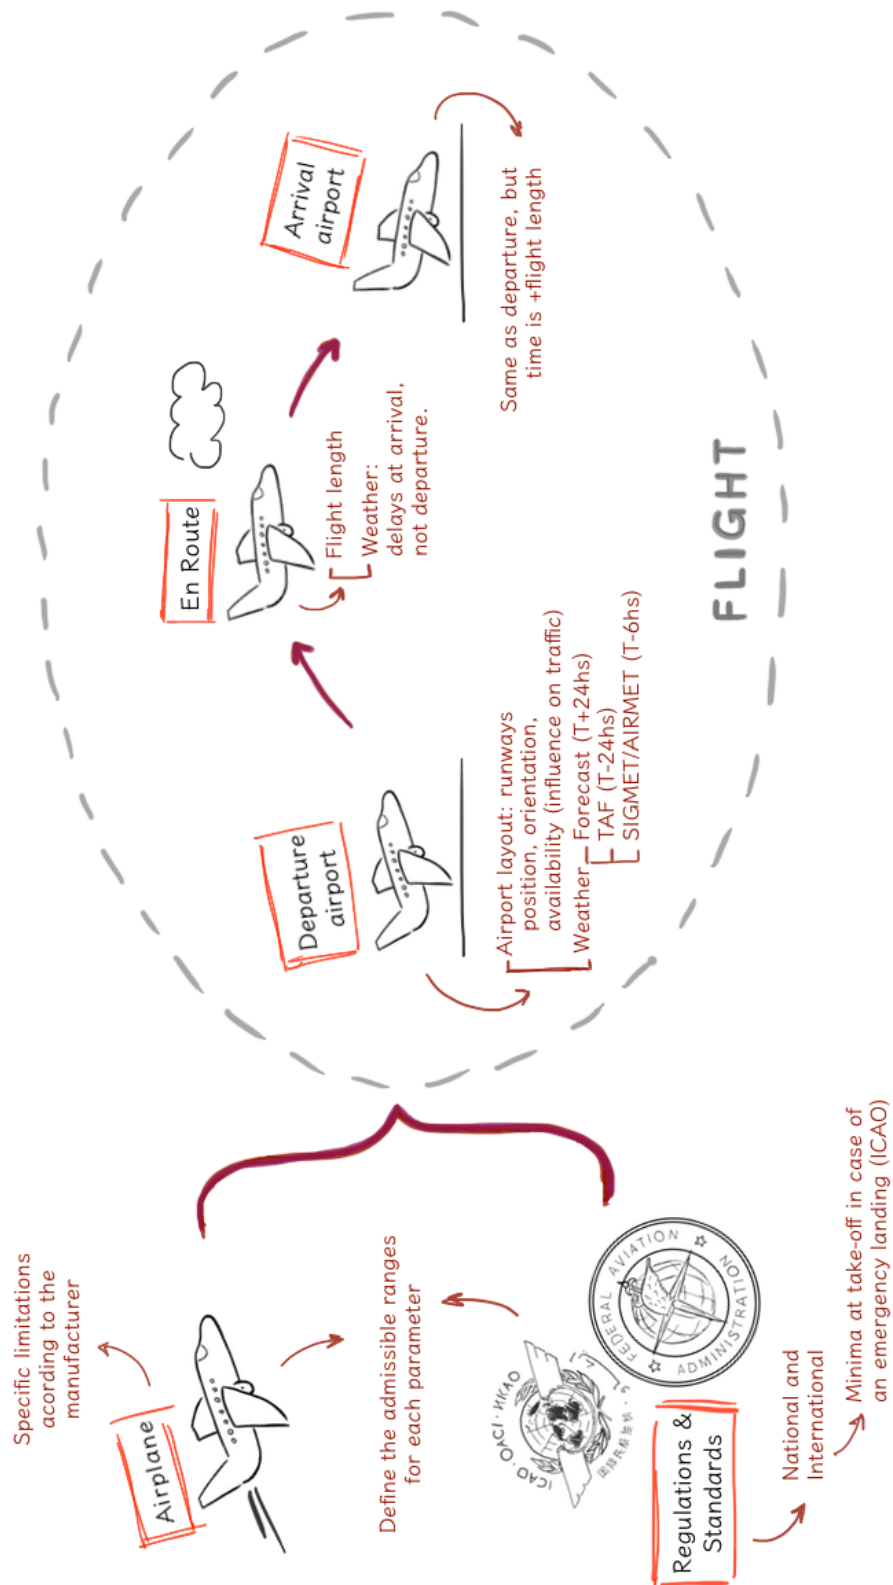 Airplane
Specific limitations
acording to the
manufacturer
Define the admissible ranges
for each parameter
ICAO · OACI · ИКАО
FEDERAL AVIATION
ADMINISTRATION
Regulations &
Standards
National and
International
Minima at take-off in case of
an emergency landing (ICAO)
Departure
airport
Airport layout: runways
position, orientation,
availability (influence on traffic)
Weather
Forecast (T+24hs)
TAF (T-24hs)
SIGMET/AIRMET (T-6hs)
En Route
Flight length
Weather:
delays at arrival,
not departure.
Arrival
airport
Same as departure, but
time is +flight length
FLIGHT